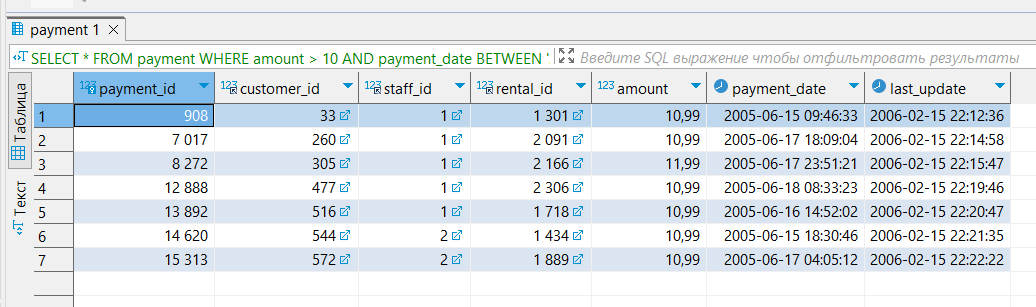 payment 1
SELECT * FROM payment WHERE amount > 10 AND payment_date BETWEEN ' Введите SQL выражение чтобы отфильтровать результаты
Таблица
Текст
123 payment_id 123 customer_id 123 staff_id 123 rental_id 123 amount payment_date last_update
1 908 33 1 1 301 10,99 2005-06-15 09:46:33 2006-02-15 22:12:36
2 7 017 260 1 2 091 10,99 2005-06-17 18:09:04 2006-02-15 22:14:58
3 8 272 305 1 2 166 11,99 2005-06-17 23:51:21 2006-02-15 22:15:47
4 12 888 477 1 2 306 10,99 2005-06-18 08:33:23 2006-02-15 22:19:46
5 13 892 516 1 1 718 10,99 2005-06-16 14:52:02 2006-02-15 22:20:47
6 14 620 544 2 1 434 10,99 2005-06-15 18:30:46 2006-02-15 22:21:35
7 15 313 572 2 1 889 10,99 2005-06-17 04:05:12 2006-02-15 22:22:22